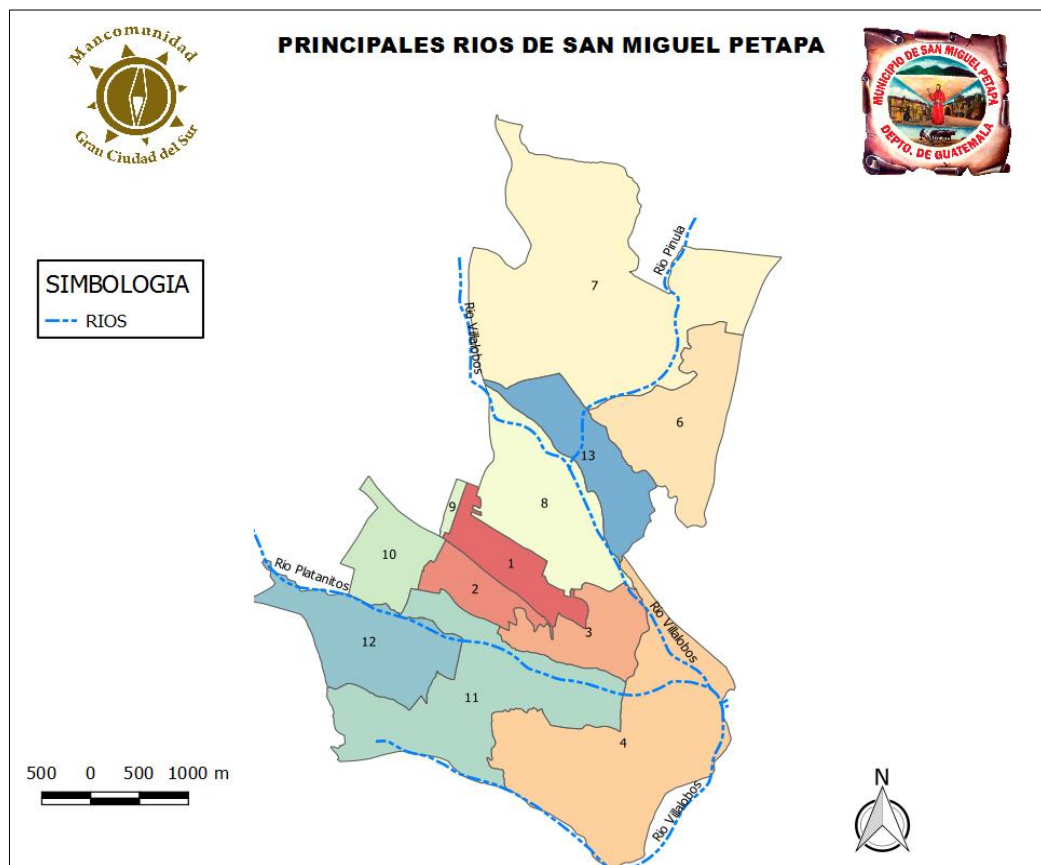 Mancomunidad
Gran Ciudad del Sur
PRINCIPALES RIOS DE SAN MIGUEL PETAPA
MUNICIPIO DE SAN MIGUEL PETAPA
DEPTO. DE GUATEMALA
SIMBOLOGIA
RIOS
Rio Pinula
7
Rio Villalobos
6
13
8
9
10
1
Rio Platanitos
2
3
Rio Villalobos
12
11
4
500 0 500 1000 m
N
Rio Villalobos